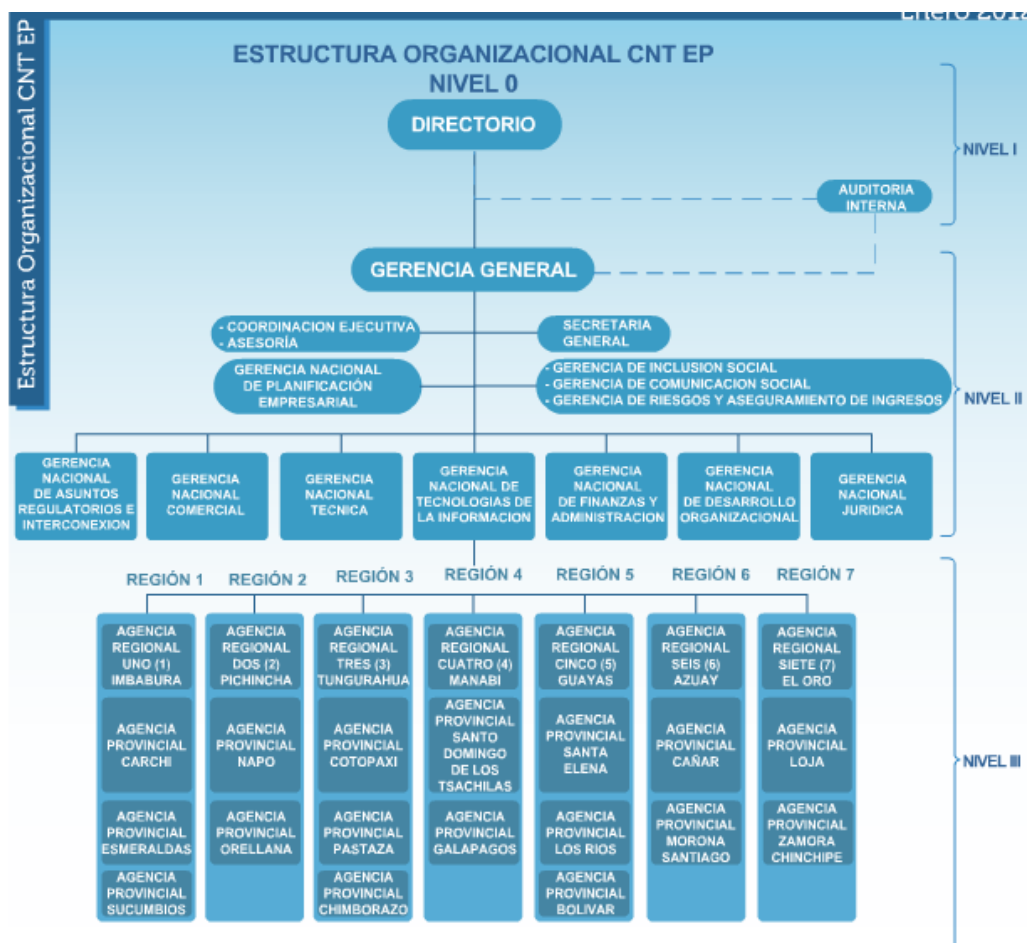 Enero 2012
Estructura Organizacional CNT EP
ESTRUCTURA ORGANIZACIONAL CNT EP
NIVEL 0
DIRECTORIO
NIVEL I
AUDITORIA
INTERNA
GERENCIA GENERAL
- COORDINACION EJECUTIVA
- ASESORÍA
SECRETARIA
GENERAL
GERENCIA NACIONAL
DE PLANIFICACIÓN
EMPRESARIAL
- GERENCIA DE INCLUSION SOCIAL
- GERENCIA DE COMUNICACION SOCIAL
- GERENCIA DE RIESGOS Y ASEGURAMIENTO DE INGRESOS
NIVEL II
GERENCIA
NACIONAL
DE ASUNTOS
REGULATORIOS E
INTERCONEXION
GERENCIA
NACIONAL
COMERCIAL
GERENCIA
NACIONAL
TECNICA
GERENCIA
NACIONAL DE
TECNOLOGIAS DE
LA INFORMACION
GERENCIA
NACIONAL
DE FINANZAS Y
ADMINISTRACION
GERENCIA
NACIONAL
DE DESARROLLO
ORGANIZACIONAL
GERENCIA
NACIONAL
JURIDICA
REGIÓN 1
REGIÓN 2
REGIÓN 3
REGIÓN 4
REGIÓN 5
REGIÓN 6
REGIÓN 7
AGENCIA
REGIONAL
UNO (1)
IMBABURA
AGENCIA
REGIONAL
DOS (2)
PICHINCHA
AGENCIA
REGIONAL
TRES (3)
TUNGURAHUA
AGENCIA
REGIONAL
CUATRO (4)
MANABI
AGENCIA
REGIONAL
CINCO (5)
GUAYAS
AGENCIA
REGIONAL
SEIS (6)
AZUAY
AGENCIA
REGIONAL
SIETE (7)
EL ORO
AGENCIA
PROVINCIAL
CARCHI
AGENCIA
PROVINCIAL
NAPO
AGENCIA
PROVINCIAL
COTOPAXI
AGENCIA
PROVINCIAL
SANTO
DOMINGO
DE LOS
TSACHILAS
AGENCIA
PROVINCIAL
SANTA
ELENA
AGENCIA
PROVINCIAL
CAÑAR
AGENCIA
PROVINCIAL
LOJA
NIVEL III
AGENCIA
PROVINCIAL
ESMERALDAS
AGENCIA
PROVINCIAL
ORELLANA
AGENCIA
PROVINCIAL
PASTAZA
AGENCIA
PROVINCIAL
GALAPAGOS
AGENCIA
PROVINCIAL
LOS RIOS
AGENCIA
PROVINCIAL
MORONA
SANTIAGO
AGENCIA
PROVINCIAL
ZAMORA
CHINCHIPE
AGENCIA
PROVINCIAL
SUCUMBIOS
AGENCIA
PROVINCIAL
CHIMBORAZO
AGENCIA
PROVINCIAL
BOLIVAR